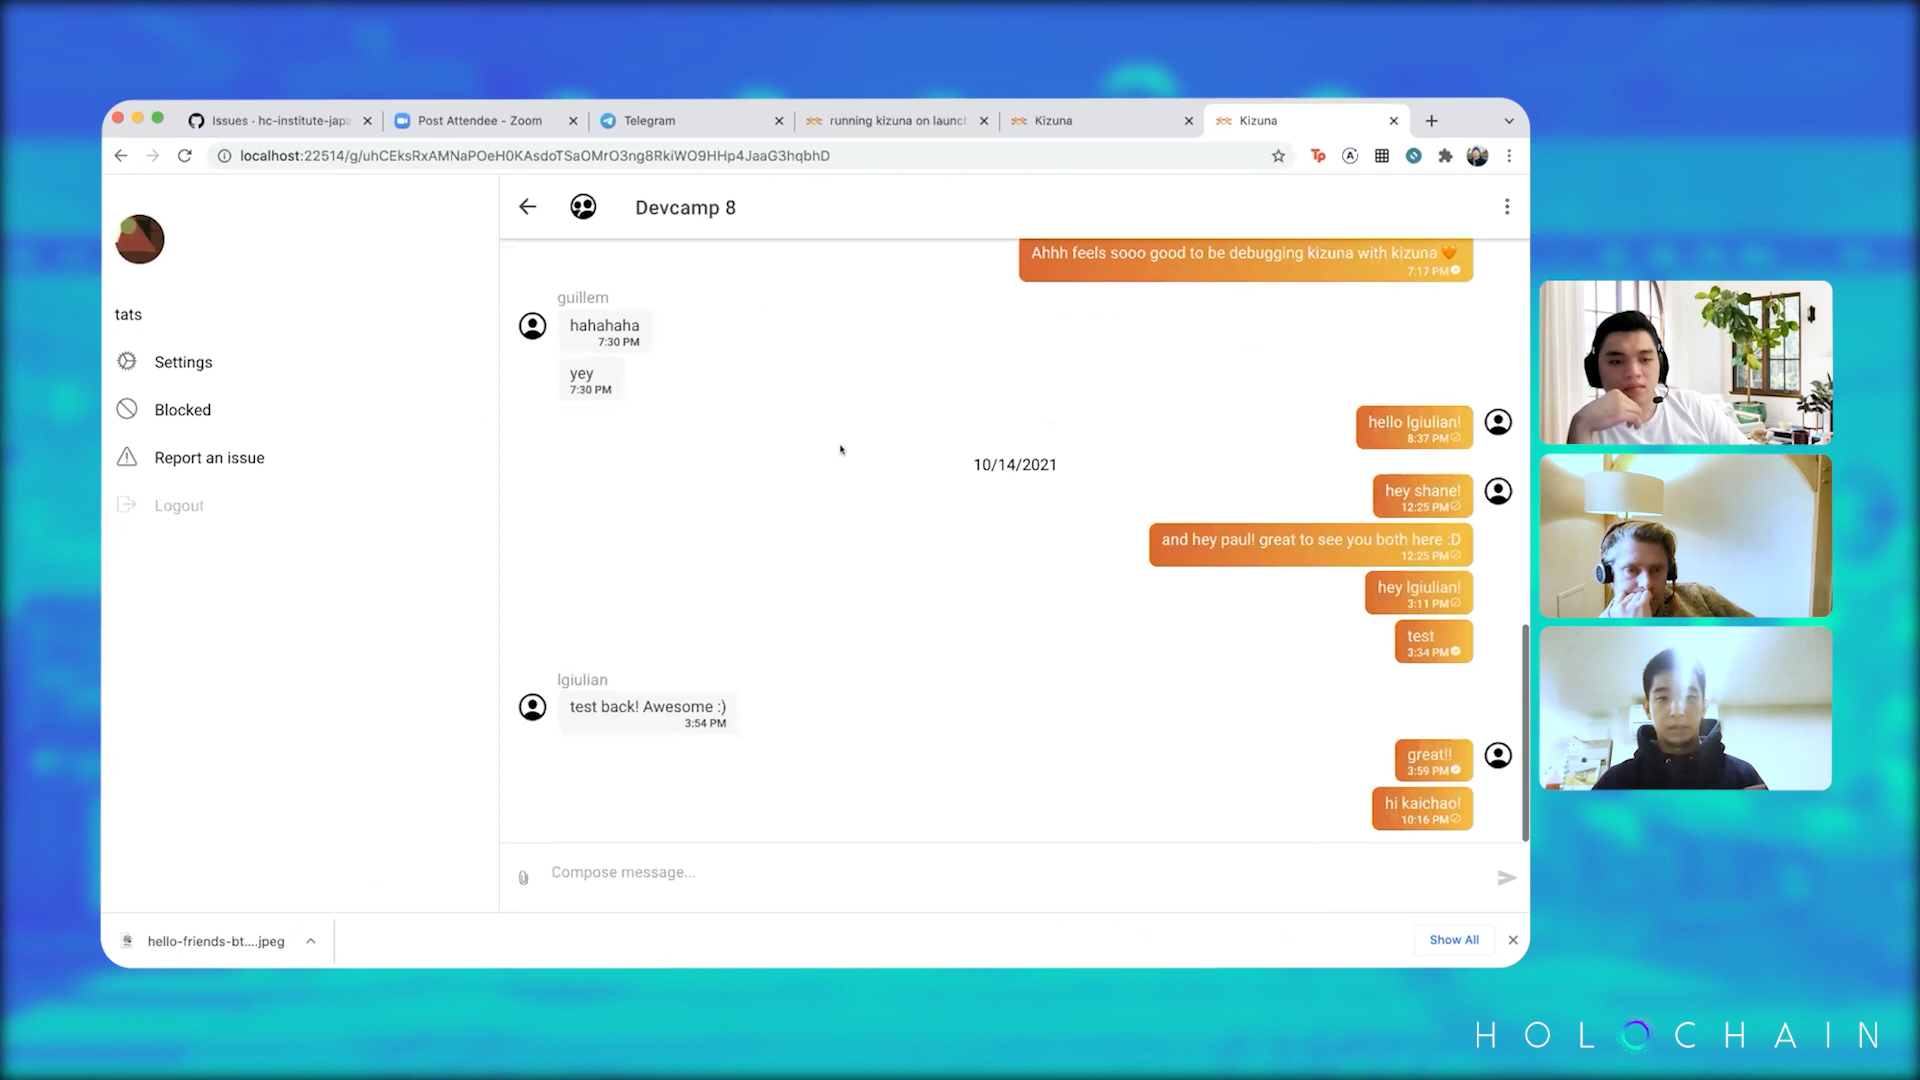 Issues · hc-institute-japa
Post Attendee - Zoom
Telegram
running kizuna on launch
Kizuna
Kizuna
localhost:22514/g/uhCEksRxAMNaPOeH0KAsdoTSaOMrO3ng8RkiWO9HHp4JaaG3hqbhD
Tp
A
tats
Settings
Blocked
Report an issue
Logout
Devcamp 8
Ahhh feels sooo good to be debugging kizuna with kizuna 🧡
7:17 PM
guillem
hahahaha
7:30 PM
yey
7:30 PM
hello lgiulian!
8:37 PM
10/14/2021
hey shane!
12:25 PM
and hey paul! great to see you both here :D
12:25 PM
hey lgiulian!
3:11 PM
test
3:34 PM
lgiulian
test back! Awesome :)
3:54 PM
great!!
3:59 PM
hi kaichao!
10:16 PM
Compose message...
hello-friends-bt....jpeg
Show All
HOLOCHAIN